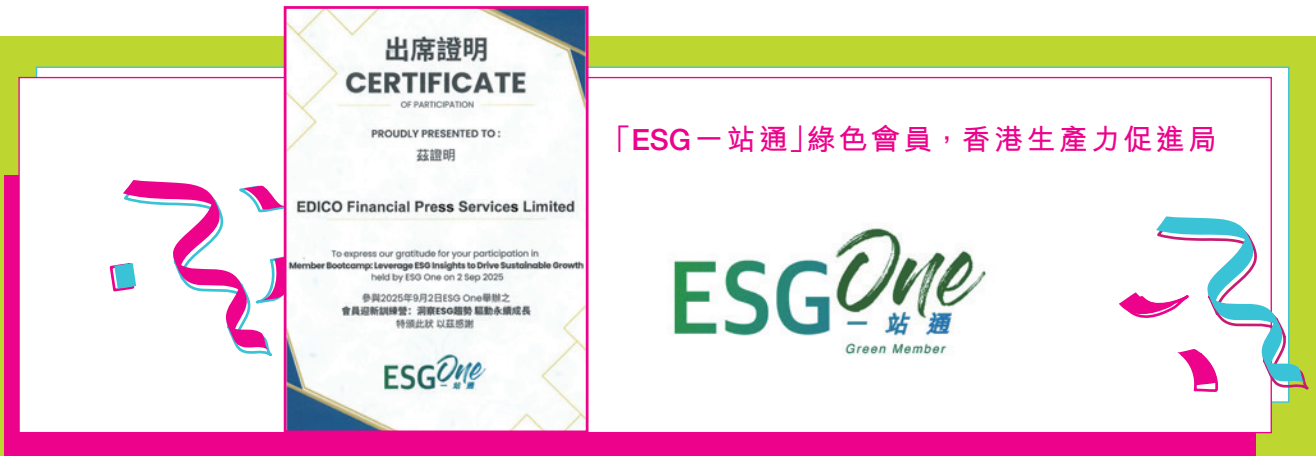 出席證明
CERTIFICATE
OF PARTICIPATION
PROUDLY PRESENTED TO :
茲證明
EDICO Financial Press Services Limited
To express our gratitude for your participation in
Member Bootcamp: Leverage ESG Insights to Drive Sustainable Growth
held by ESG One on 2 Sep 2025
參與2025年9月2日ESG One舉辦之
會員迎新訓練營：洞察ESG趨勢 驅動永續成長
特頒此狀 以茲感謝
ESG One
一站通
「ESG一站通」綠色會員，香港生產力促進局
ESG One
一站通
Green Member